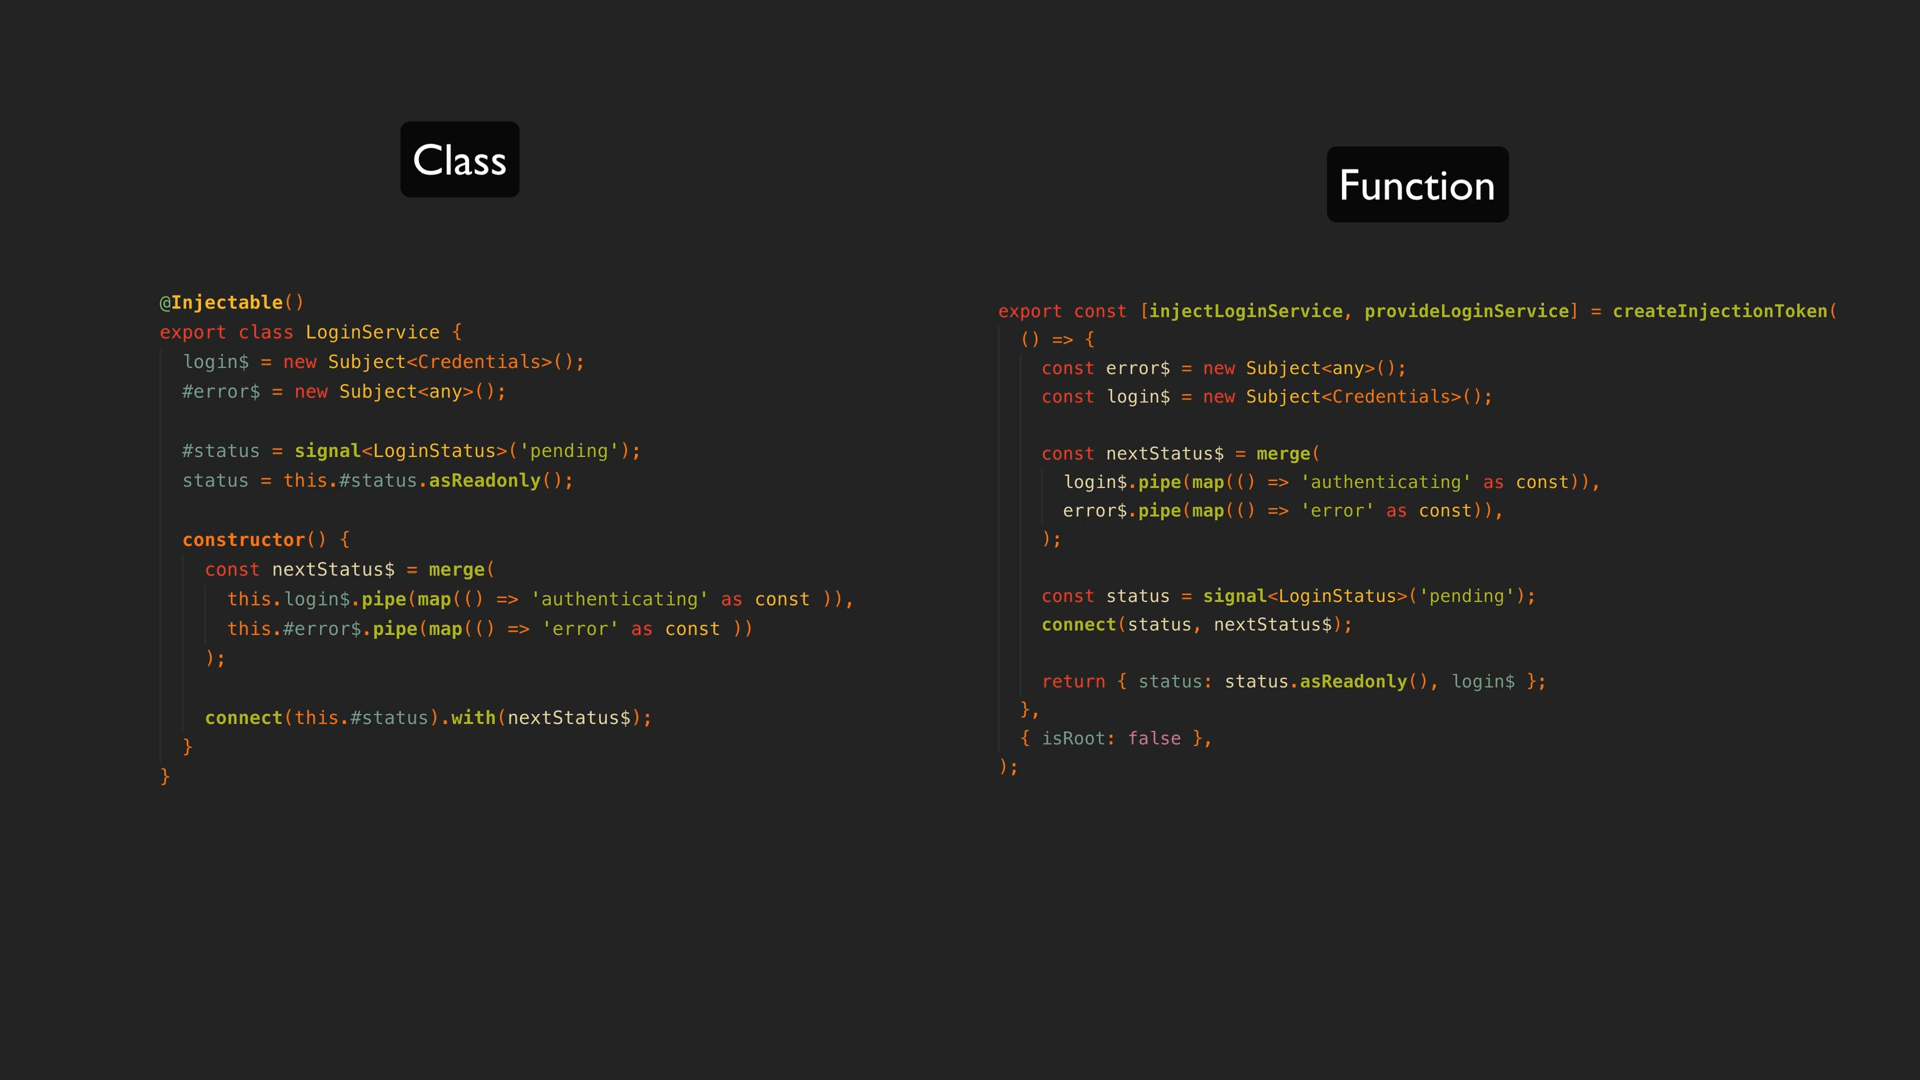 Class
@Injectable()
export class LoginService {
  login$ = new Subject<Credentials>();
  #error$ = new Subject<any>();
  #status = signal<LoginStatus>('pending');
  status = this.#status.asReadonly();
  constructor() {
    const nextStatus$ = merge(
      this.login$.pipe(map(() => 'authenticating' as const )),
      this.#error$.pipe(map(() => 'error' as const ))
    );
    connect(this.#status).with(nextStatus$);
  }
}
Function
export const [injectLoginService, provideLoginService] = createInjectionToken(
  () => {
    const error$ = new Subject<any>();
    const login$ = new Subject<Credentials>();
    const nextStatus$ = merge(
      login$.pipe(map(() => 'authenticating' as const)),
      error$.pipe(map(() => 'error' as const)),
    );
    const status = signal<LoginStatus>('pending');
    connect(status, nextStatus$);
    return { status: status.asReadonly(), login$ };
  },
  { isRoot: false },
);